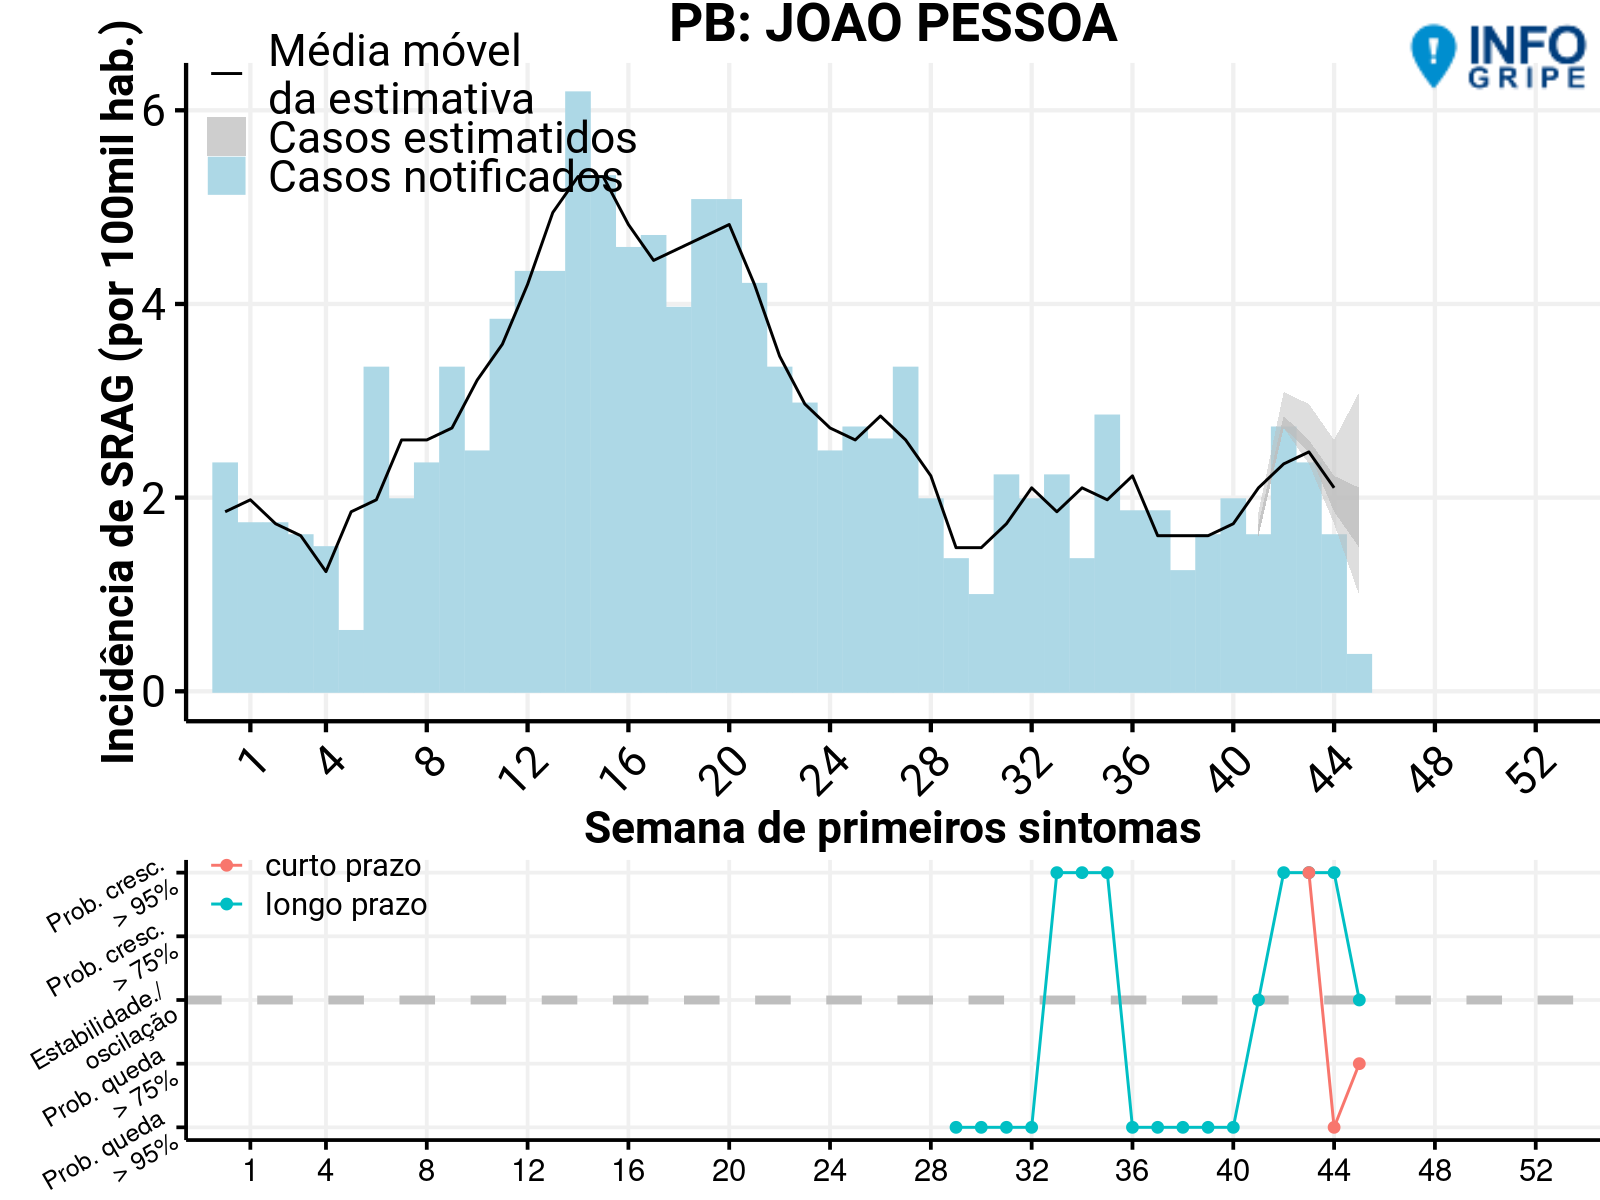 PB: JOAO PESSOA
INFO
GRIPE
Média móvel
da estimativa
Casos estimatidos
Casos notificados
Incidência de SRAG (por 100mil hab.)
6
4
2
0
1 4 8 12 16 20 24 28 32 36 40 44 48 52
Semana de primeiros sintomas
curto prazo
longo prazo
Prob. cresc.
> 95%
Prob. cresc.
> 75%
Estabilidade./
oscilação
Prob. queda
> 75%
Prob. queda
> 95%
1 4 8 12 16 20 24 28 32 36 40 44 48 52